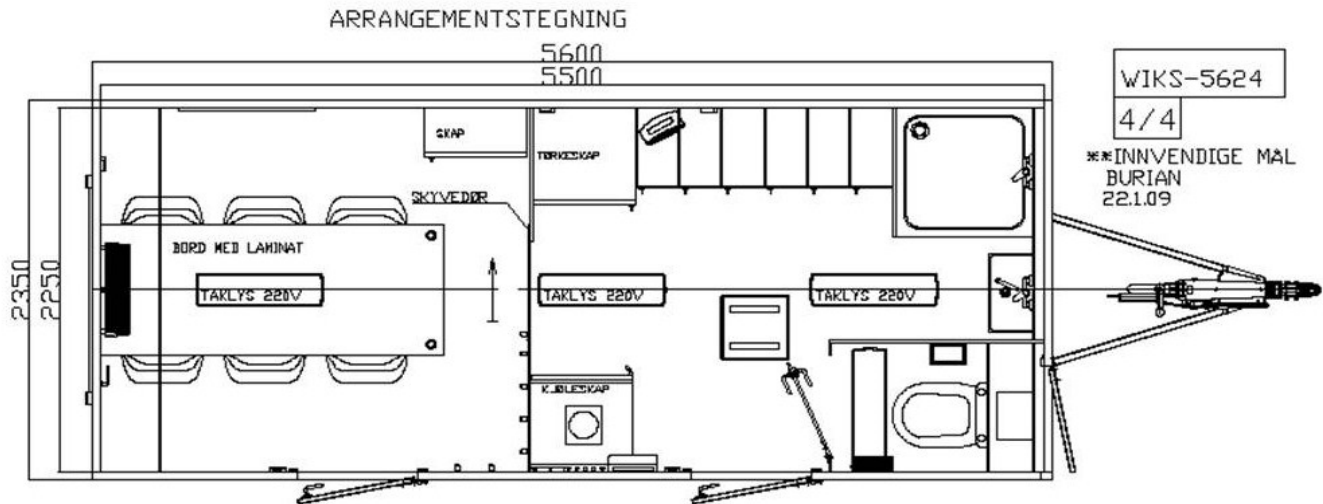 ARRANGEMENTSTEGNING
5600
5500
WIKS-5624
4/4
**INNVENDIGE MAL
BURIAN
22.1.09
SKAP
TØRKESKAP
SKYVEDØR
BORD MED LAMINAT
2350
2250
TAKLYS 220V
TAKLYS 220V
TAKLYS 220V
KJØLESKAP